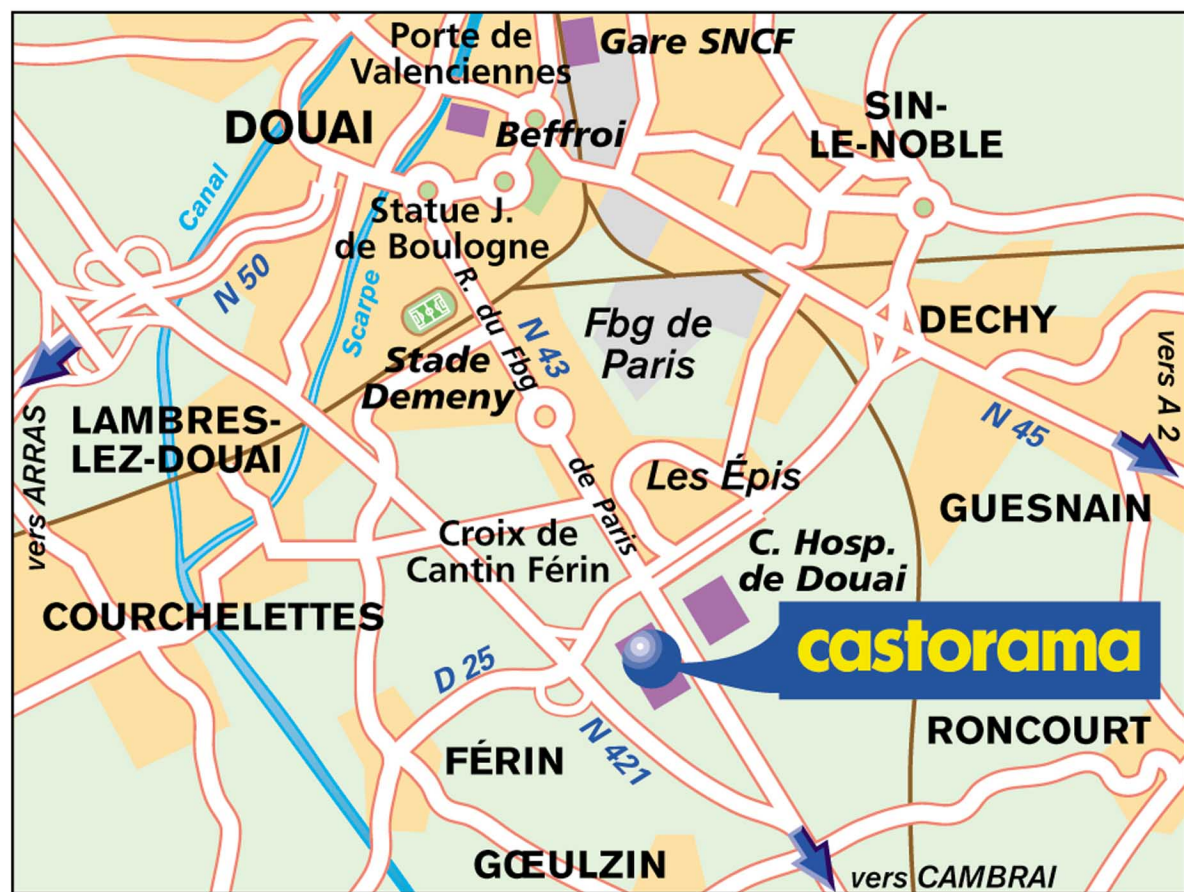 Porte de
Valenciennes
Gare SNCF
DOUAI
Beffroi
SIN-
LE-NOBLE
Canal
Statue J.
de Boulogne
N 50
Scarpe
R. du Fbg
de Paris
N 43
Fbg de
Paris
DECHY
vers A 2
Stade
Demeny
N 45
vers ARRAS
LAMBRES-
LEZ-DOUAI
Les Épis
GUESNAIN
Croix de
Cantin Férin
C. Hosp.
de Douai
COURCHELETTES
castorama
D 25
RONCOURT
FÉRIN
N 421
GŒULZIN
vers CAMBRAI